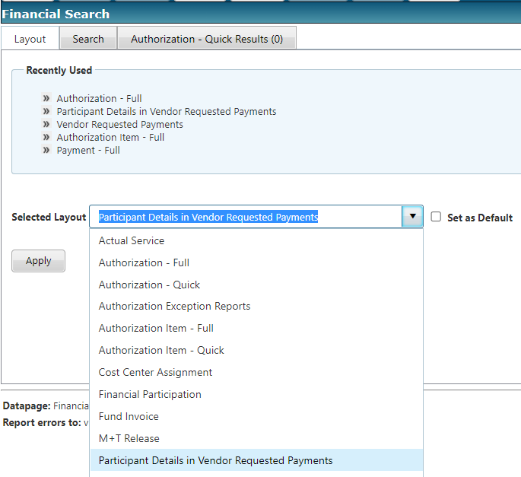 Financial Search
Layout
Search
Authorization - Quick Results (0)
Recently Used
» Authorization - Full
» Participant Details in Vendor Requested Payments
» Vendor Requested Payments
» Authorization Item - Full
» Payment - Full
Selected Layout
Participant Details in Vendor Requested Payments
Set as Default
Apply
Actual Service
Authorization - Full
Authorization - Quick
Authorization Exception Reports
Authorization Item - Full
Authorization Item - Quick
Cost Center Assignment
Financial Participation
Fund Invoice
M+T Release
Participant Details in Vendor Requested Payments
Datapage: Financia
Report errors to: v